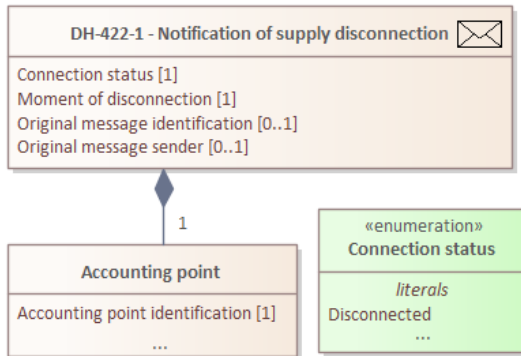 DH-422-1 - Notification of supply disconnection
Connection status [1]
Moment of disconnection [1]
Original message identification [0..1]
Original message sender [0..1]
1
Accounting point
Accounting point identification [1]
...
«enumeration»
Connection status
literals
Disconnected
...